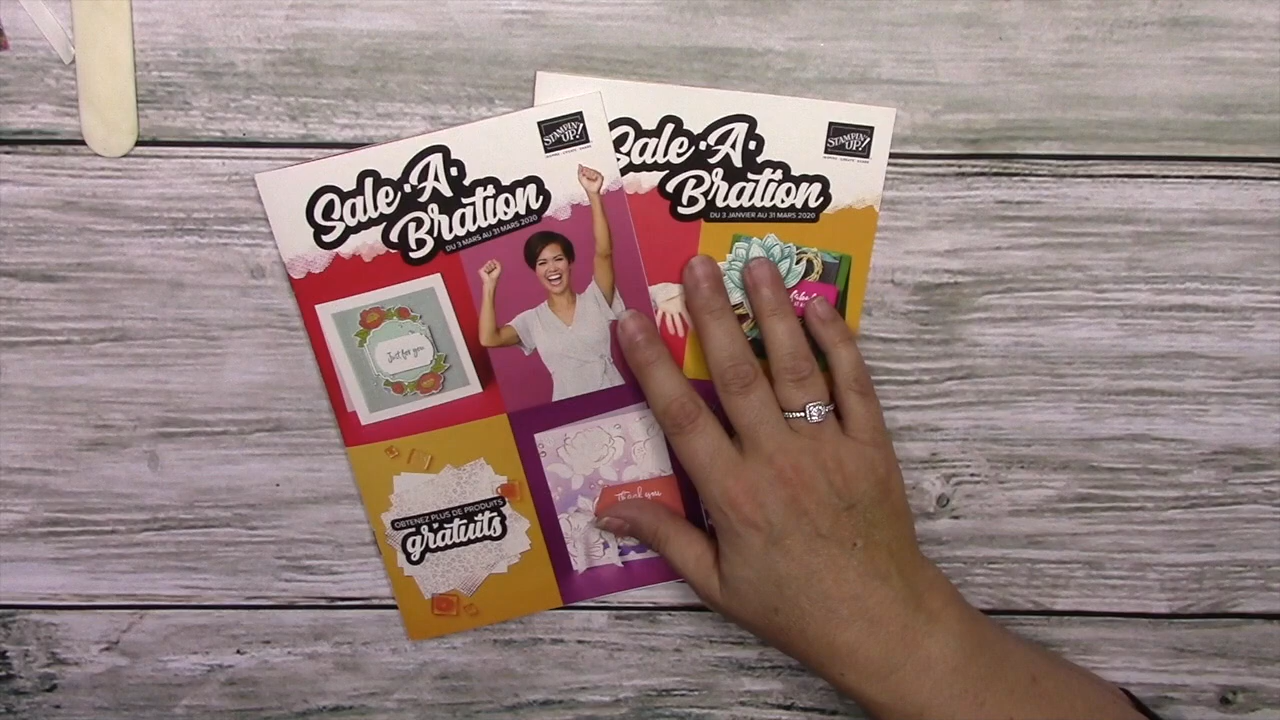 STAMPIN' UP!
Sale·A·
Bration
DU 3 MARS AU 31 MARS 2020
Just for you
Thank you
OBTENEZ PLUS DE PRODUITS
gratuits
STAMPIN' UP!
Sale·A·
Bration
DU 3 JANVIER AU 31 MARS 2020